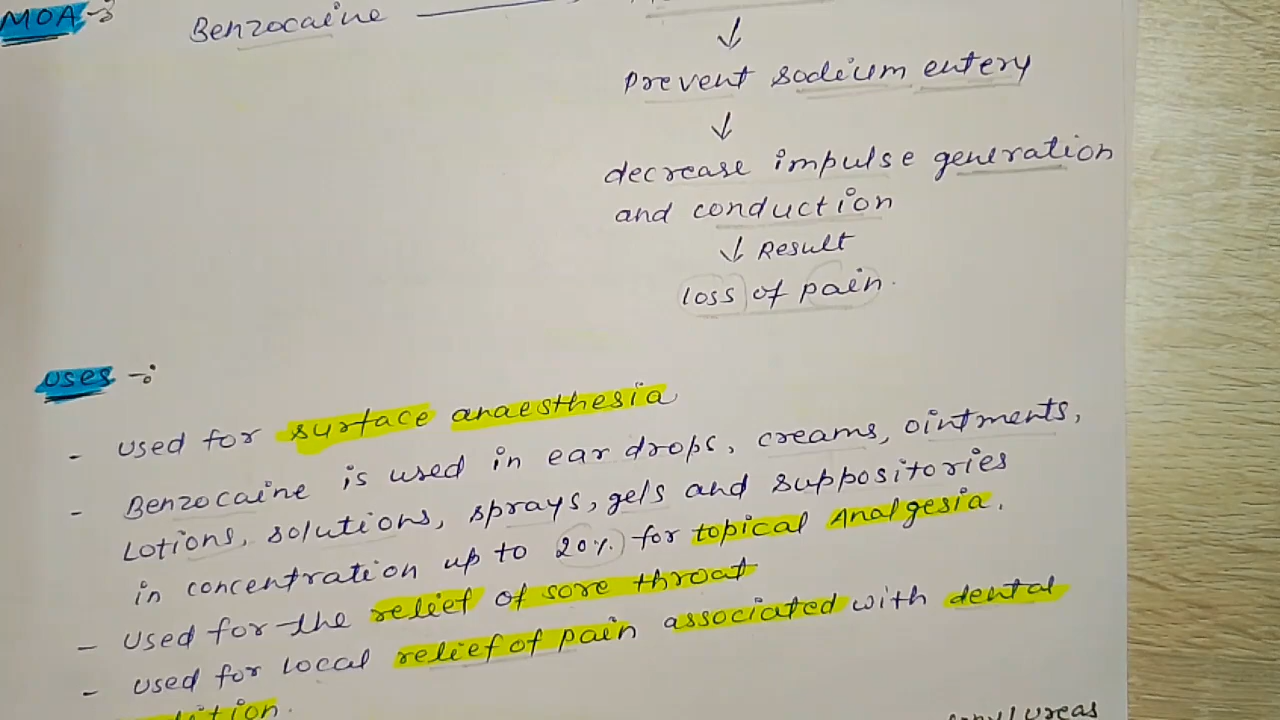 MOA -:
Benzocaine
↓
Prevent sodium entery
↓
decrease impulse generation
and conduction
↓ Result
loss of pain.
Uses -:
- Used for surface anaesthesia
- Benzocaine is used in ear drops, creams, ointments,
Lotions, solutions, sprays, gels and suppositories
in concentration up to 20% for topical Analgesia.
- Used for the relief of sore throat
- Used for local relief of pain associated with dental